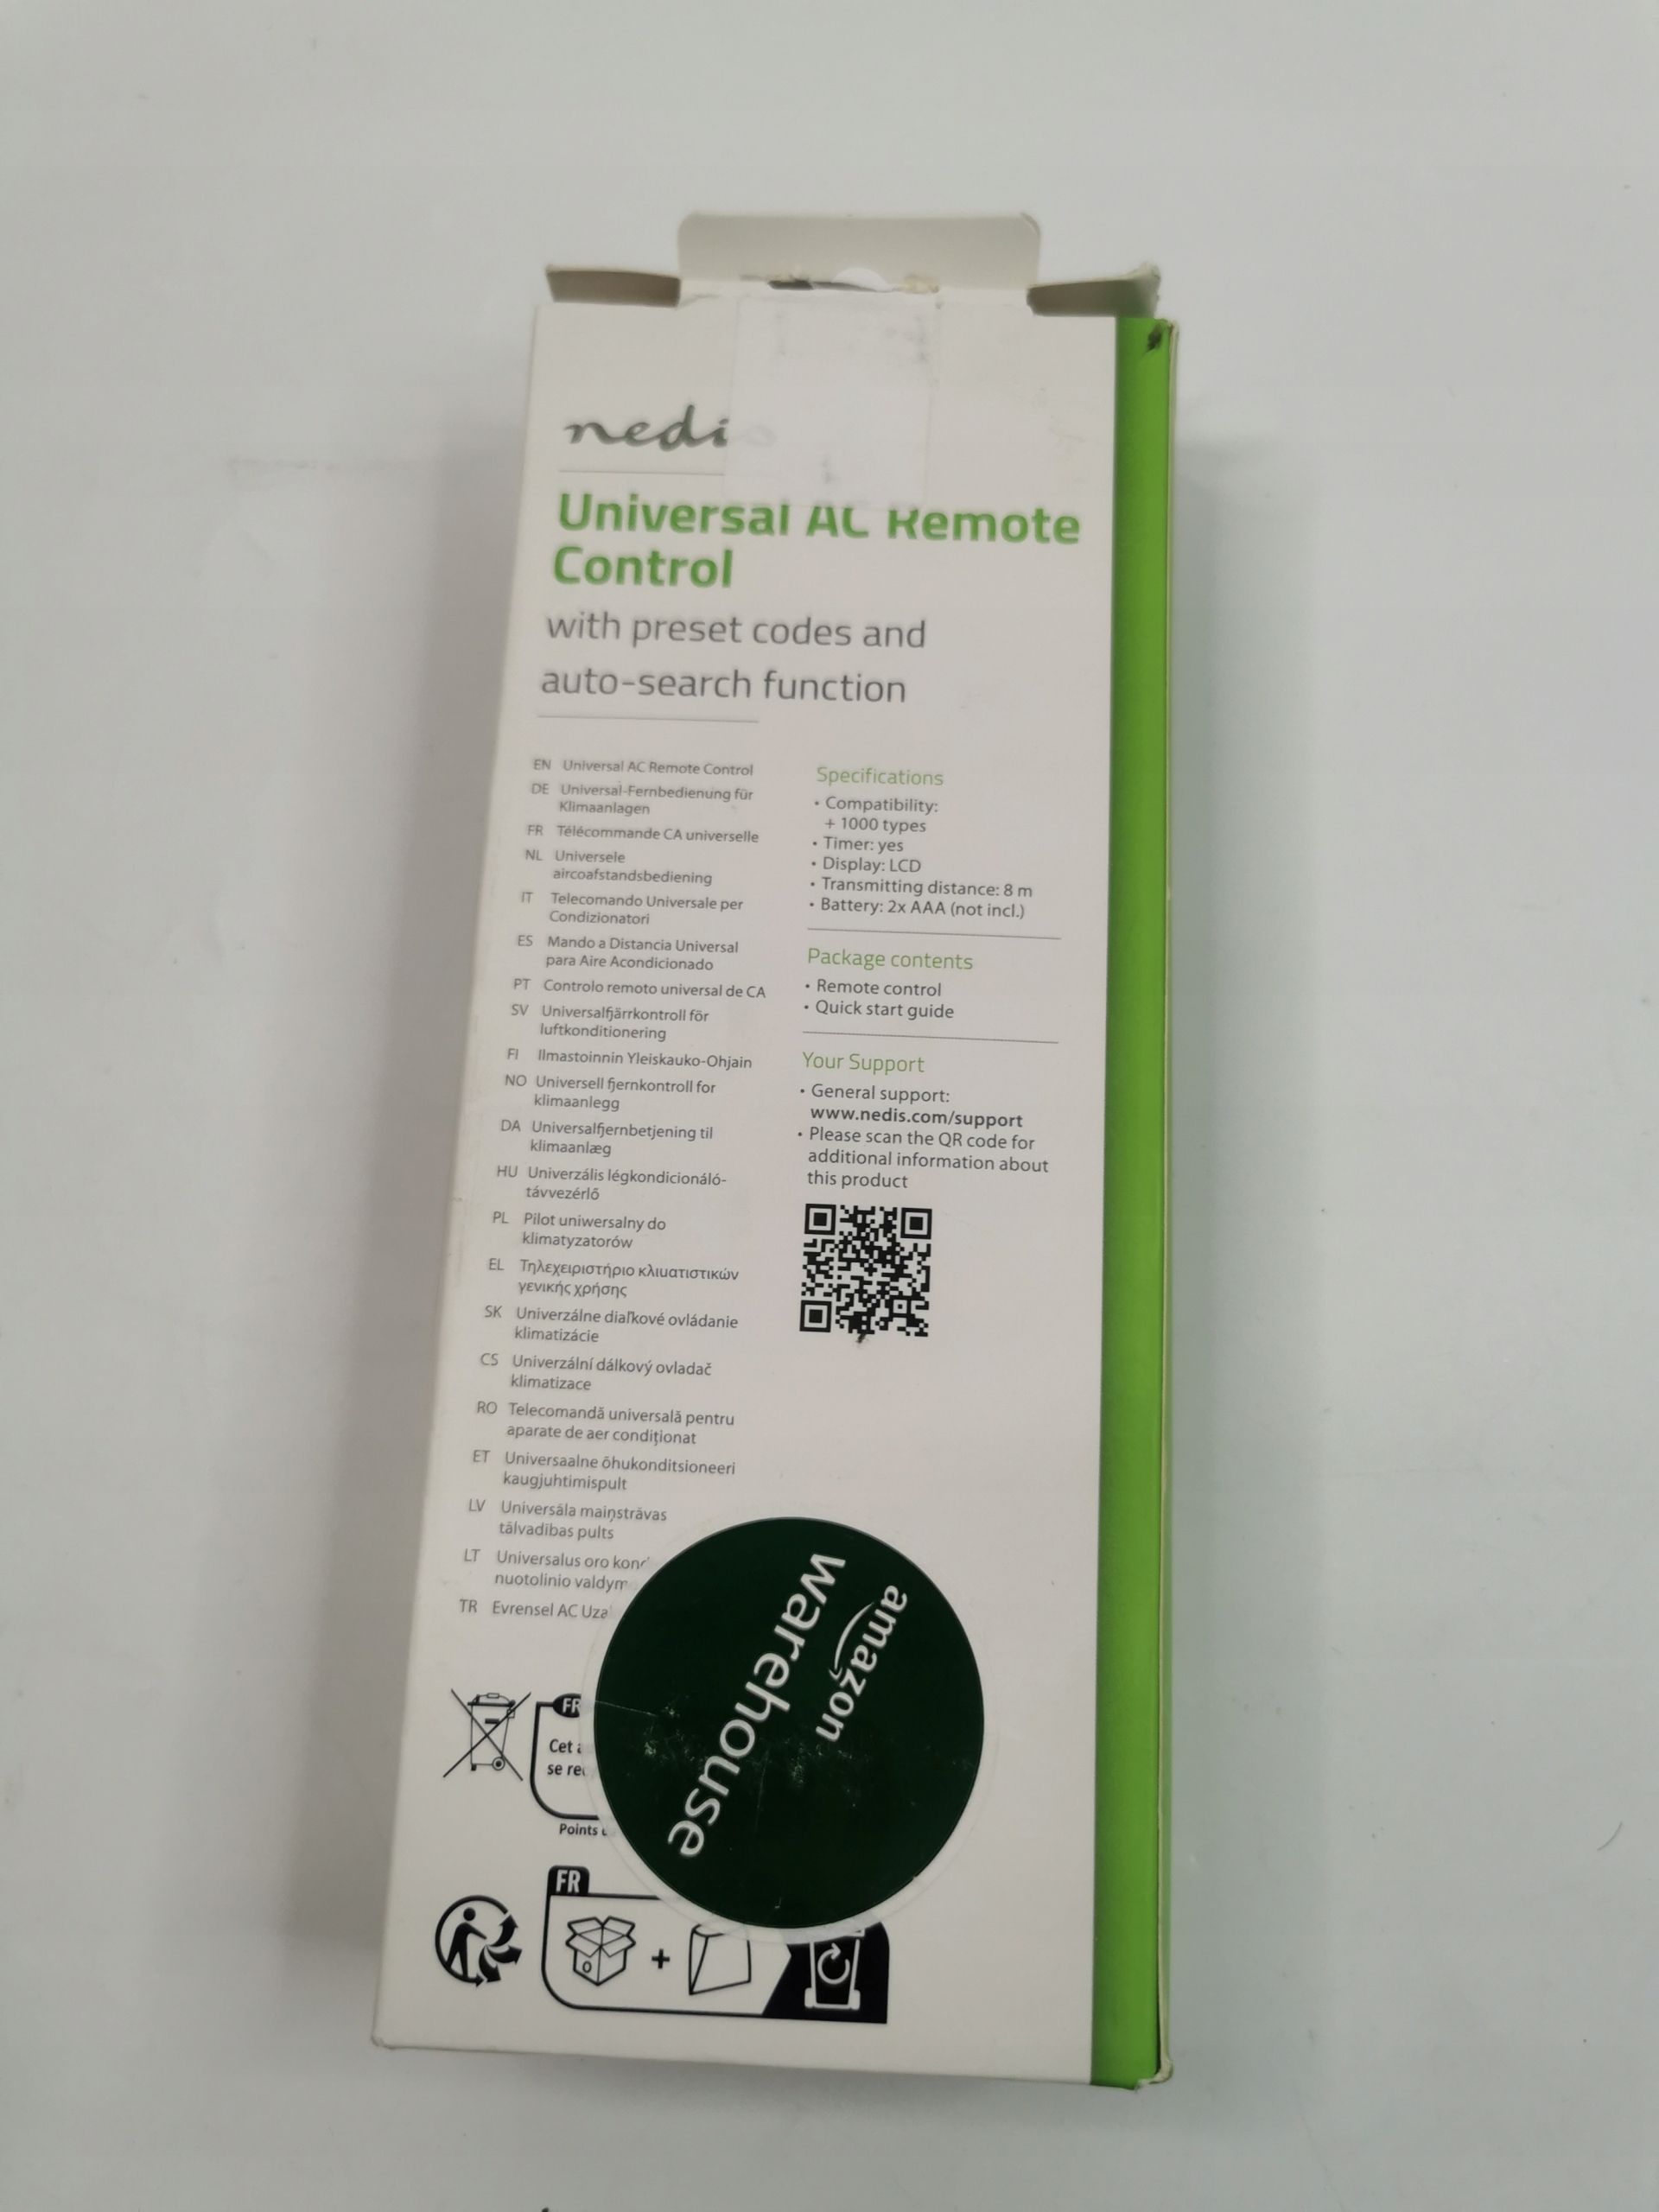 nedi
Universal AC Remote
Control
with preset codes and
auto-search function
EN Universal AC Remote Control
DE Universal-Fernbedienung für
Klimaanlagen
FR Télécommande CA universelle
NL Universele
aircoafstandsbediening
IT Telecomando Universale per
Condizionatori
ES Mando a Distancia Universal
para Aire Acondicionado
PT Controlo remoto universal de CA
SV Universalfjärrkontroll för
luftkonditionering
FI Ilmastoinnin Yleiskauko-Ohjain
NO Universell fjernkontroll for
klimaanlegg
DA Universalfjernbetjening til
klimaanlæg
HU Univerzális légkondicionáló-
távvezérlő
PL Pilot uniwersalny do
klimatyzatorów
EL Τηλεχειριστήριο κλιματιστικών
γενικής χρήσης
SK Univerzálne diaľkové ovládanie
klimatizácie
CS Univerzální dálkový ovladač
klimatizace
RO Telecomandă universală pentru
aparate de aer condiționat
ET Universaalne õhukonditsioneeri
kaugjuhtimispult
LV Universāla maiņstrāvas
tālvadības pults
LT Universalus oro
nuotolinio
TR Evrensel AC
Specifications
• Compatibility:
+ 1000 types
• Timer: yes
• Display: LCD
• Transmitting distance: 8 m
• Battery: 2x AAA (not incl.)
Package contents
• Remote control
• Quick start guide
Your Support
• General support:
www.nedis.com/support
• Please scan the QR code for
additional information about
this product
amazon
warehouse
FR
Cet
se
Points
FR
+